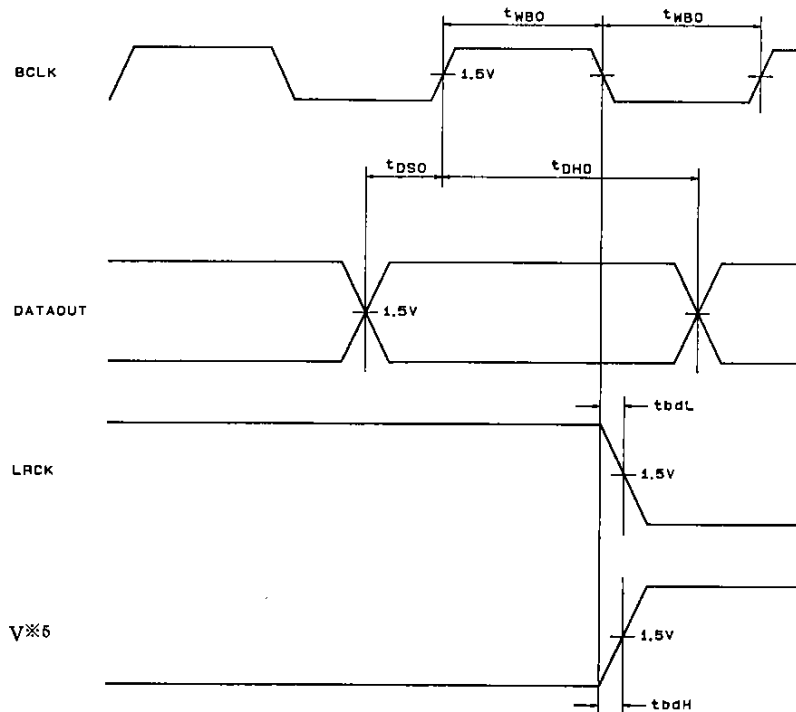 tWBO tWBO
BCLK 1.5V
tDSO tDHO
DATAOUT 1.5V
tbdL
LRCK 1.5V
V※5 1.5V
tbdH